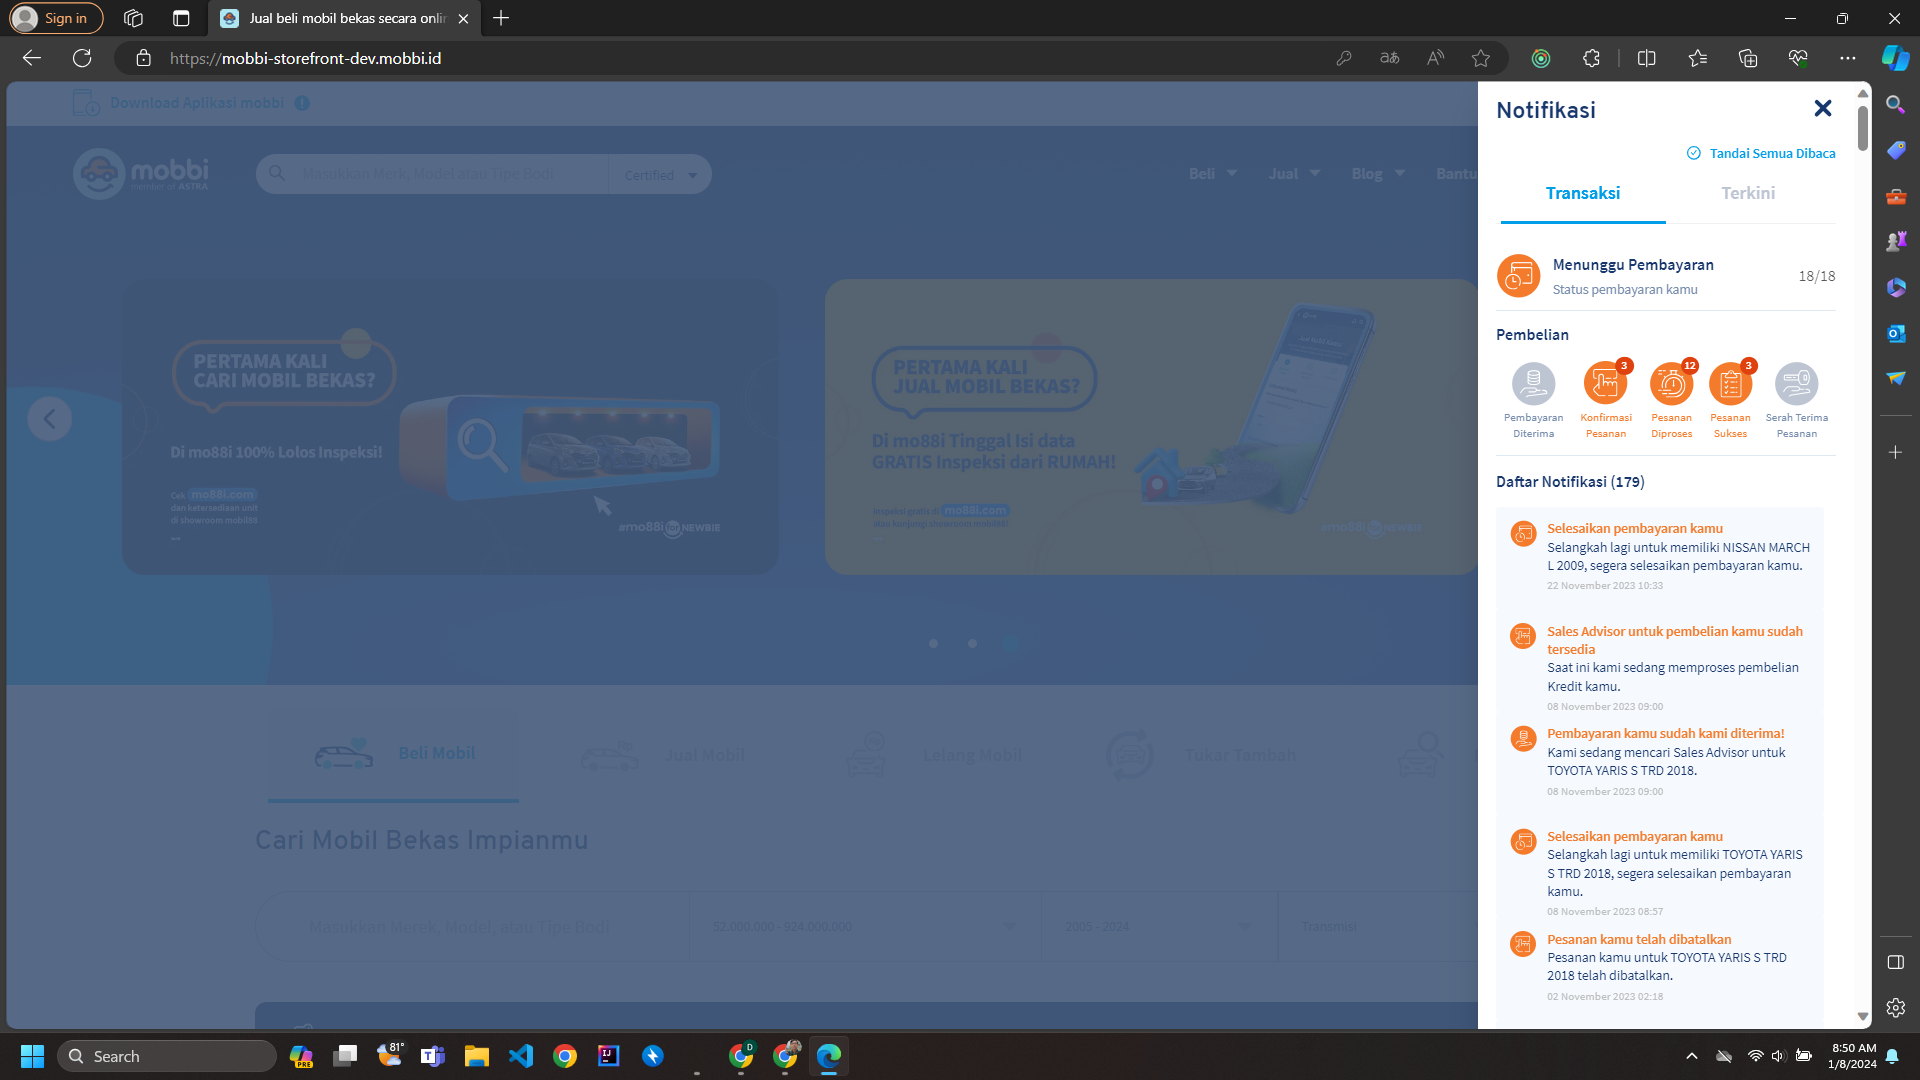 Sign in
Jual beli mobil bekas secara onlin
https://mobbi-storefront-dev.mobbi.id
Download Aplikasi mobbi
mobbi
member of ASTRA
Masukkan Merk, Model atau Tipe Bodi
Certified
Beli
Jual
Blog
Bantu
PERTAMA KALI
CARI MOBIL BEKAS?
Di mo88i 100% Lolos Inspeksi!
Cek mo88i.com
dan ketersediaan unit
di showroom mobil88
#mo88i for NEWBIE
PERTAMA KALI
JUAL MOBIL BEKAS?
Di mo88i Tinggal Isi data
GRATIS Inspeksi dari RUMAH!
Inspeksi gratis di mo88i.com
atau kunjungi showroom mobil88!
#mo88i for NEWBIE
Beli Mobil
Jual Mobil
Lelang Mobil
Tukar Tambah
Cari Mobil Bekas Impianmu
Masukkan Merek, Model, atau Tipe Bodi
52.000.000 - 924.000.000
2005 - 2024
Transmisi
Notifikasi
Tandai Semua Dibaca
Transaksi
Terkini
Menunggu Pembayaran
Status pembayaran kamu
18/18
Pembelian
3
12
3
Pembayaran
Diterima
Konfirmasi
Pesanan
Pesanan
Diproses
Pesanan
Sukses
Serah Terima
Pesanan
Daftar Notifikasi (179)
Selesaikan pembayaran kamu
Selangkah lagi untuk memiliki NISSAN MARCH
L 2009, segera selesaikan pembayaran kamu.
22 November 2023 10:33
Sales Advisor untuk pembelian kamu sudah
tersedia
Saat ini kami sedang memproses pembelian
Kredit kamu.
08 November 2023 09:00
Pembayaran kamu sudah kami diterima!
Kami sedang mencari Sales Advisor untuk
TOYOTA YARIS S TRD 2018.
08 November 2023 09:00
Selesaikan pembayaran kamu
Selangkah lagi untuk memiliki TOYOTA YARIS
S TRD 2018, segera selesaikan pembayaran
kamu.
08 November 2023 08:57
Pesanan kamu telah dibatalkan
Pesanan kamu untuk TOYOTA YARIS S TRD
2018 telah dibatalkan.
02 November 2023 02:18
Search
PRE
81°
D
8:50 AM
1/8/2024